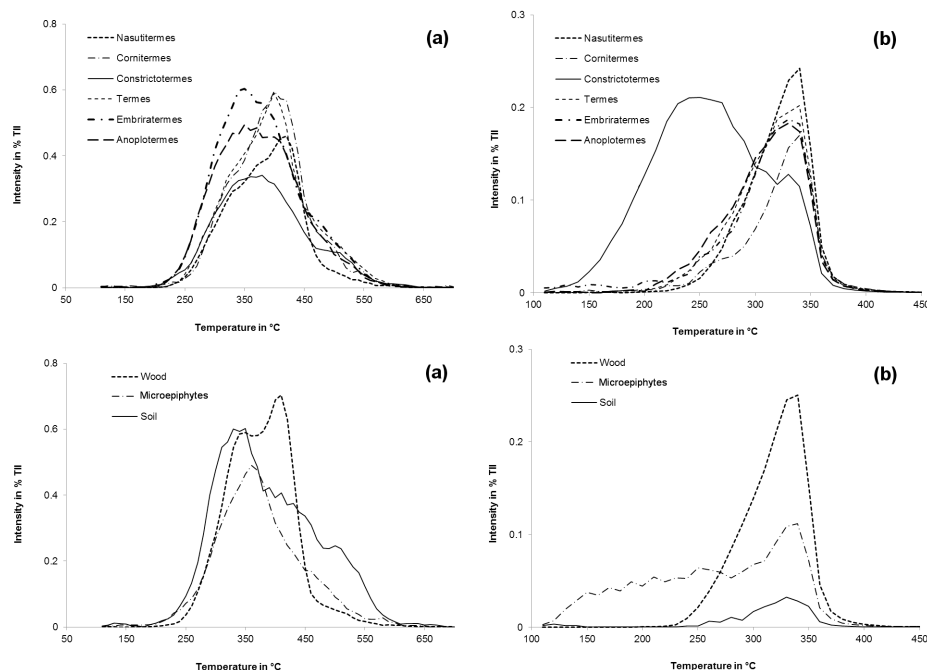 0.8
0.6
0.4
0.2
0
Intensity in % TII
50 150 250 350 450 550 650
Temperature in °C
Nasutitermes
Cornitermes
Constrictotermes
Termes
Embriratermes
Anoplotermes
(a)
0.3
0.2
0.1
0
Intensity in % TII
100 150 200 250 300 350 400 450
Temperature in °C
Nasutitermes
Cornitermes
Constrictotermes
Termes
Embriratermes
Anoplotermes
(b)
0.8
0.6
0.4
0.2
0
Intensity in % TII
50 150 250 350 450 550 650
Temperature in °C
Wood
Microepiphytes
Soil
(a)
0.3
0.2
0.1
0
Intensity in % TII
100 150 200 250 300 350 400 450
Temperature in °C
Wood
Microepiphytes
Soil
(b)